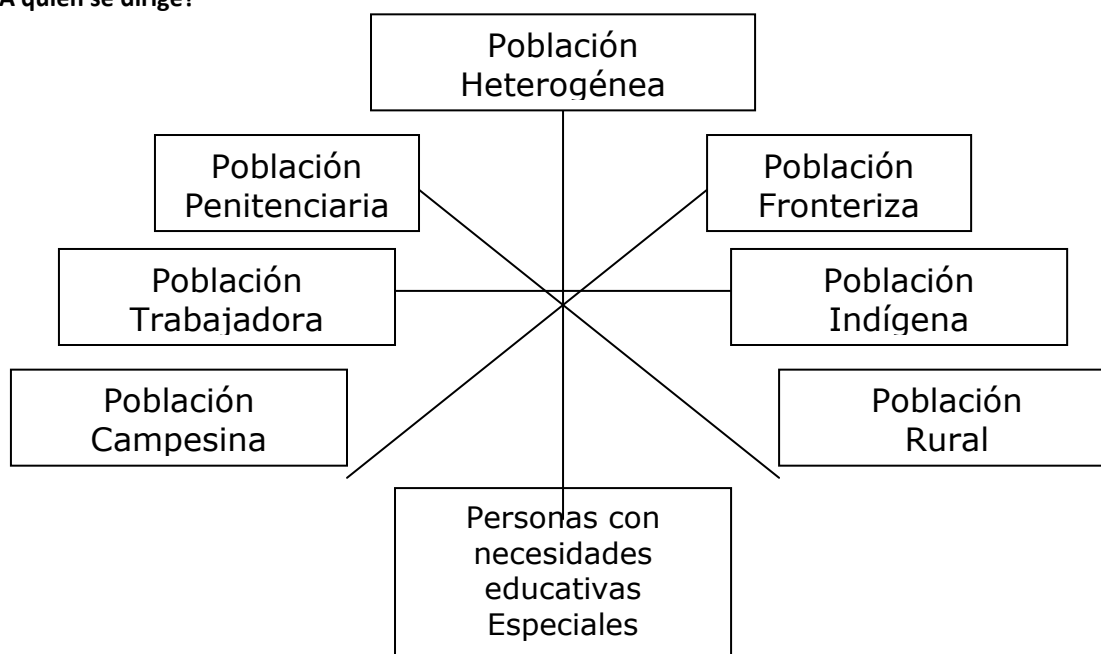 A quién se dirige?
Población
Heterogénea
Población
Penitenciaria
Población
Fronteriza
Población
Trabajadora
Población
Indígena
Población
Campesina
Población
Rural
Personas con
necesidades
educativas
Especiales